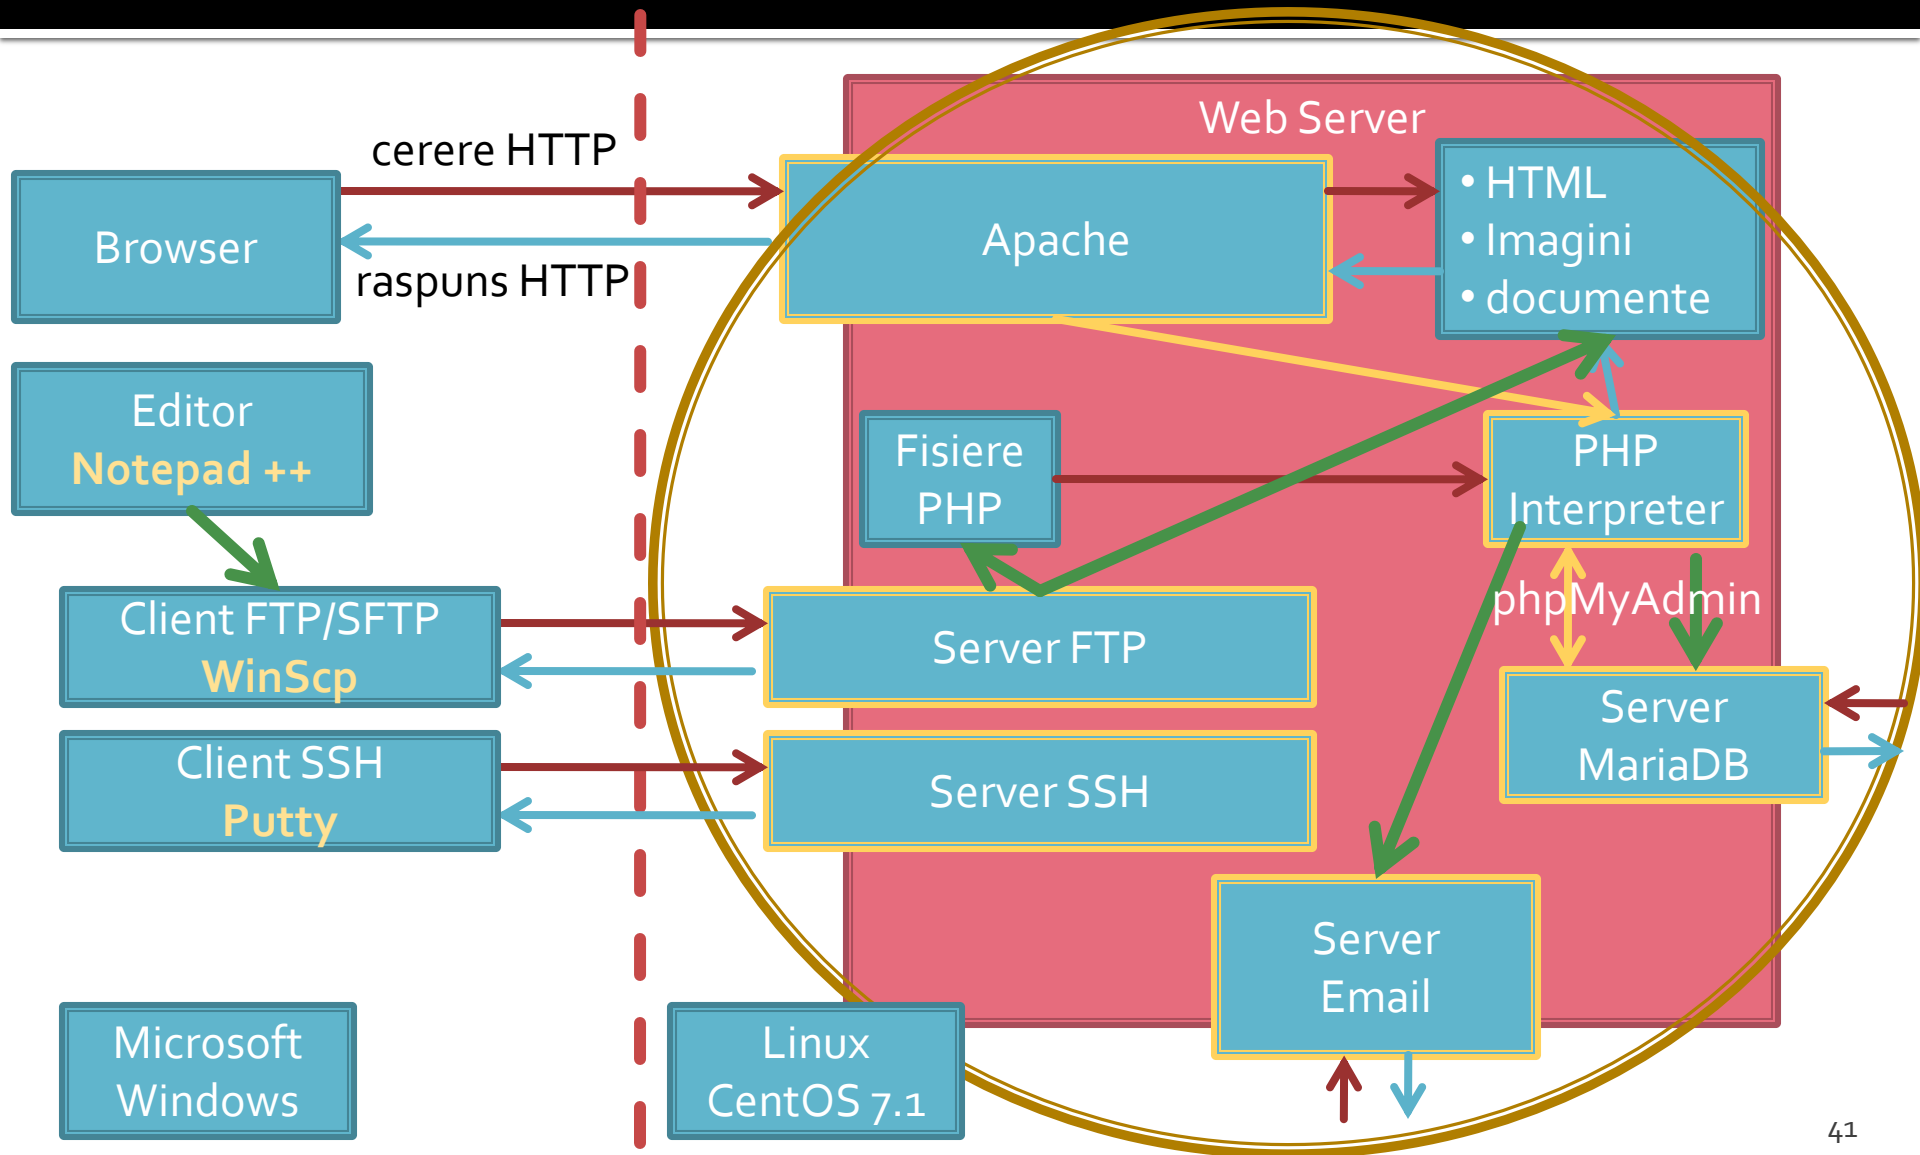 Web Server
cerere HTTP
Browser
raspuns HTTP
Apache
• HTML
• Imagini
• documente
Editor
Notepad ++
Fisiere
PHP
PHP
Interpreter
phpMyAdmin
Client FTP/SFTP
WinScp
Server FTP
Server
MariaDB
Client SSH
Putty
Server SSH
Server
Email
Microsoft
Windows
Linux
CentOS 7.1
41